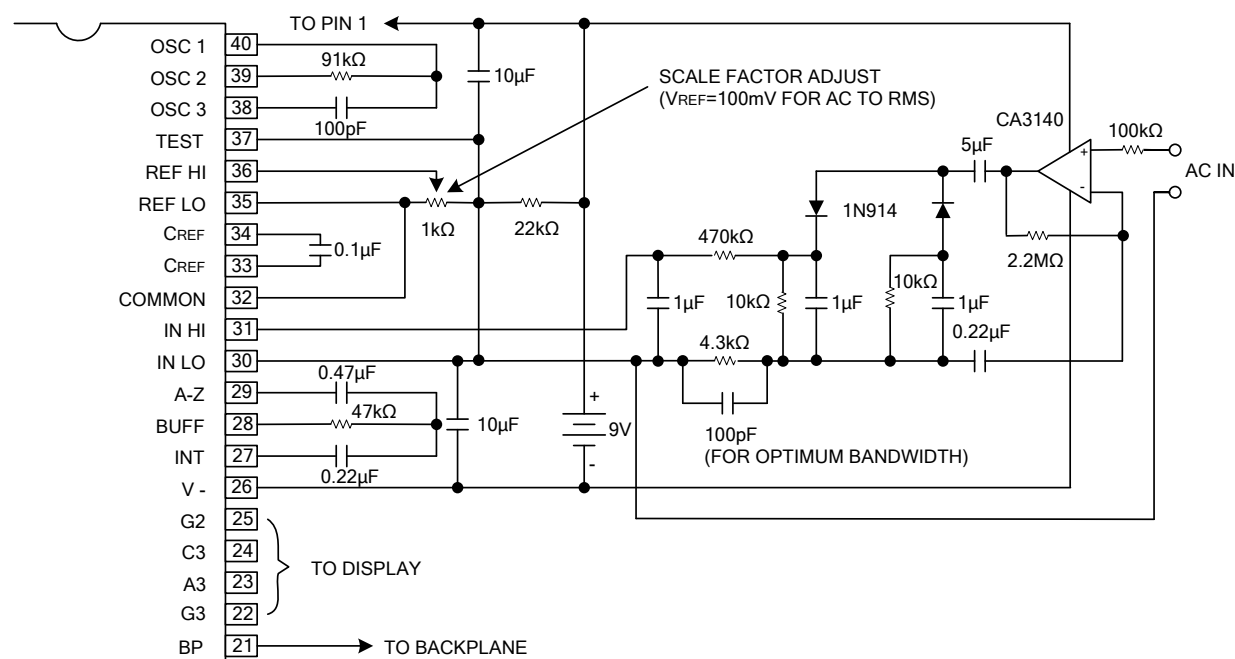 TO PIN 1
OSC 1 40
91kΩ
OSC 2 39
10µF
OSC 3 38
100pF
TEST 37
REF HI 36
REF LO 35
1kΩ
22kΩ
CREF 34
0.1µF
CREF 33
COMMON 32
IN HI 31
IN LO 30
0.47µF
A-Z 29
47kΩ
BUFF 28
10µF
INT 27
0.22µF
V - 26
G2 25
C3 24
TO DISPLAY
A3 23
G3 22
BP 21
TO BACKPLANE
SCALE FACTOR ADJUST
(VREF=100mV FOR AC TO RMS)
CA3140
100kΩ
5µF
+
-
AC IN
1N914
470kΩ
2.2MΩ
1µF
10kΩ
1µF
10kΩ
1µF
0.22µF
4.3kΩ
100pF
(FOR OPTIMUM BANDWIDTH)
+
9V
-